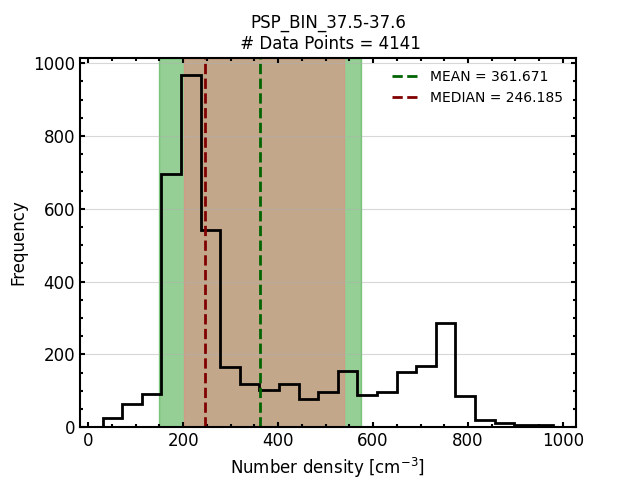 PSP_BIN_37.5-37.6
# Data Points = 4141
MEAN = 361.671
MEDIAN = 246.185
1000
800
600
400
200
0
Frequency
0 200 400 600 800 1000
Number density [cm⁻³]